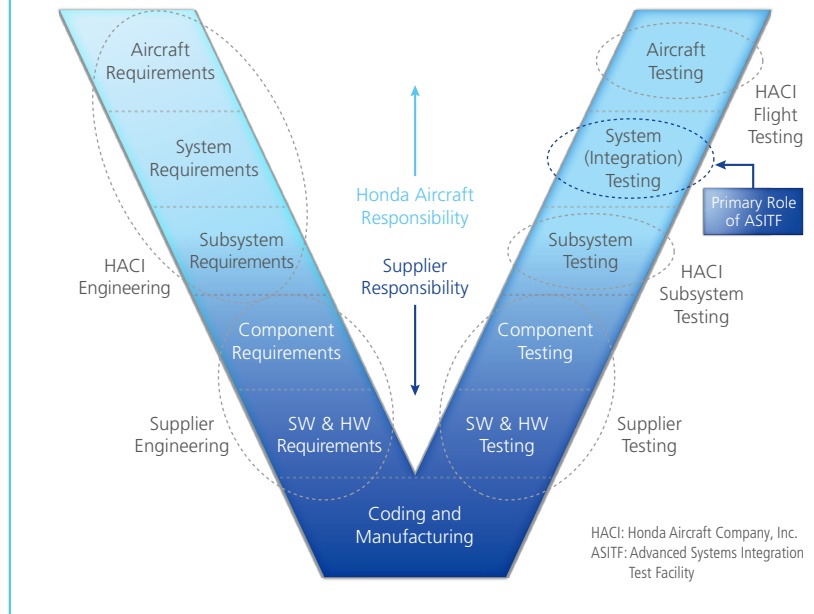 Aircraft
Requirements
System
Requirements
Subsystem
Requirements
HACI
Engineering
Component
Requirements
Supplier
Engineering
SW & HW
Requirements
Coding and
Manufacturing
Honda Aircraft
Responsibility
Supplier
Responsibility
Aircraft
Testing
HACI
Flight
Testing
System
(Integration)
Testing
Primary Role
of ASITF
Subsystem
Testing
HACI
Subsystem
Testing
Component
Testing
SW & HW
Testing
Supplier
Testing
HACI: Honda Aircraft Company, Inc.
ASITF: Advanced Systems Integration
Test Facility